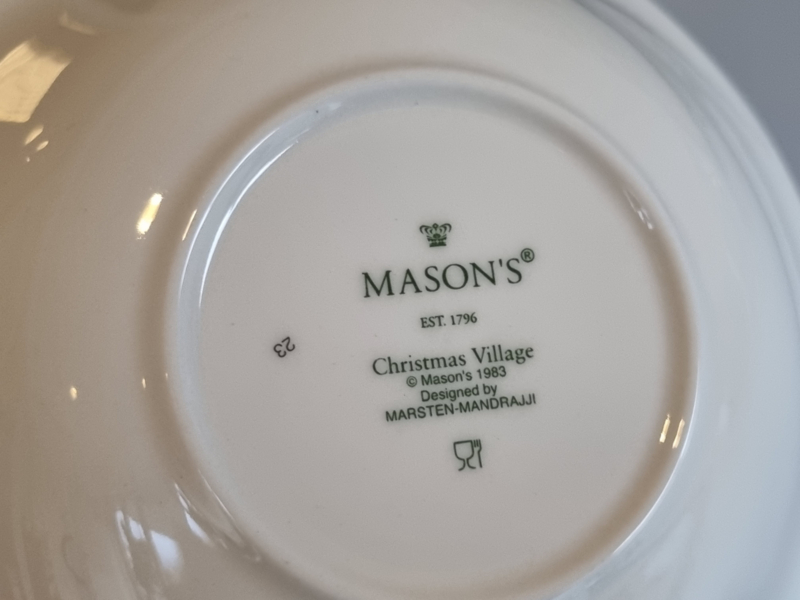 MASON'S®
EST. 1796
Christmas Village
© Mason's 1983
Designed by
MARSTEN-MANDRAJJI
23